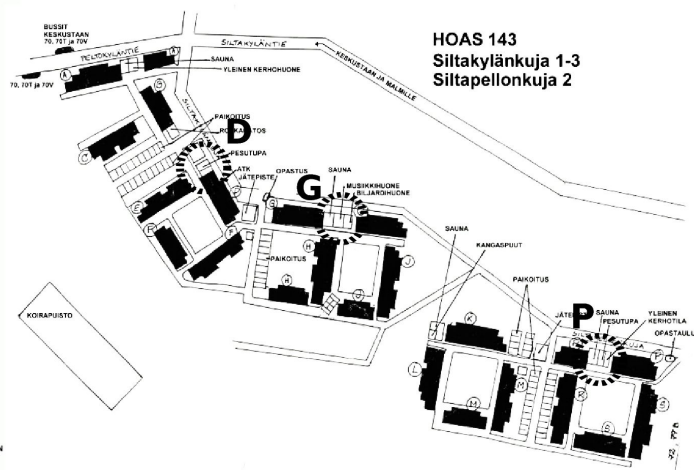 BUSSIT
KESKUSTAAN
70, 70T ja 70V
HOAS 143
Siltakylänkuja 1-3
Siltapellonkuja 2
PELTOKYLÄNTIE
SILTAKYLÄNTIE
KESKUSTAAN JA MALMILLE
A
A
SAUNA
YLEINEN KERHOHUONE
70, 70T ja 70V
B
PAIKOITUS
D
C
PESUTUPA
ATK
JÄTEPISTE
OPASTUS
G
SAUNA
MUSIIKKIHUONE
BILJARDIHUONE
G
E
F
SAUNA
KANGASPUUT
PAIKOITUS
H
J
PAIKOITUS
H
KOIRAPUISTO
P
SAUNA
PESUTUPA
YLEINEN
KERHOTILA
OPASTAULU
K
P
L
M
M
R
S
S